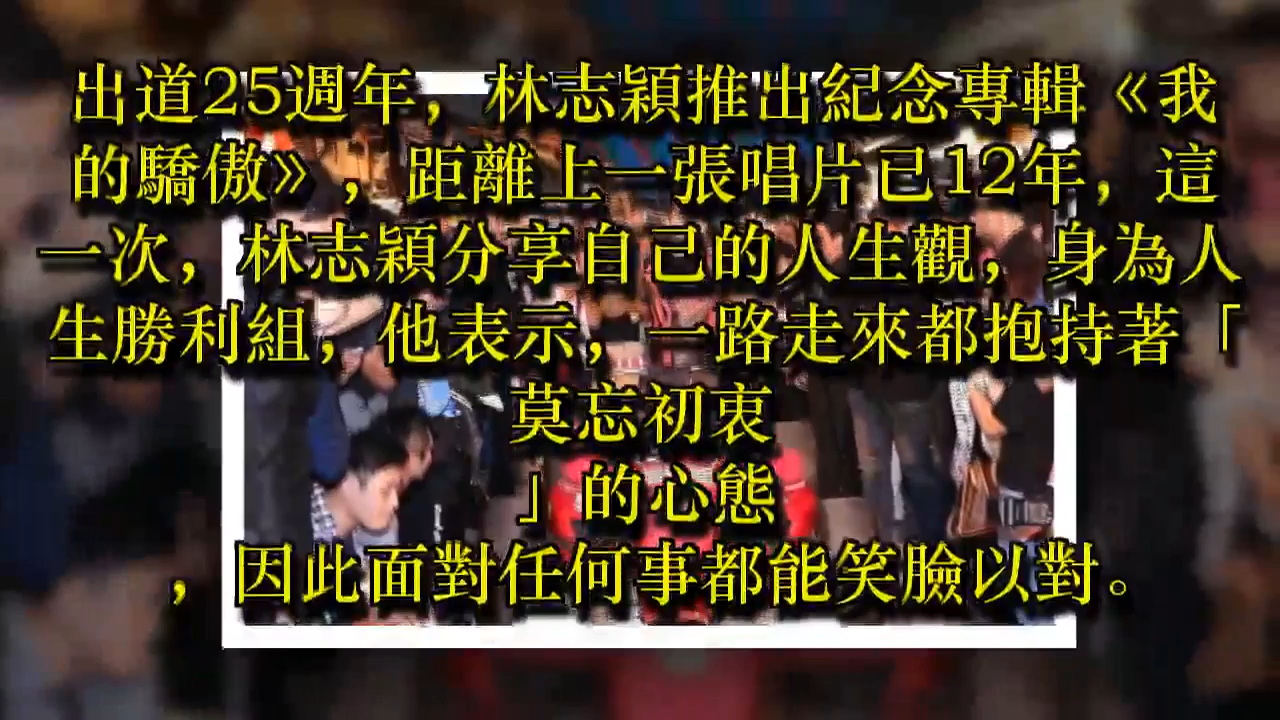 出道25週年，林志穎推出紀念專輯《我
的驕傲》，距離上一張唱片已12年，這
一次，林志穎分享自己的人生觀，身為人
生勝利組，他表示，一路走來都抱持著「
莫忘初衷
」的心態
，因此面對任何事都能笑臉以對。